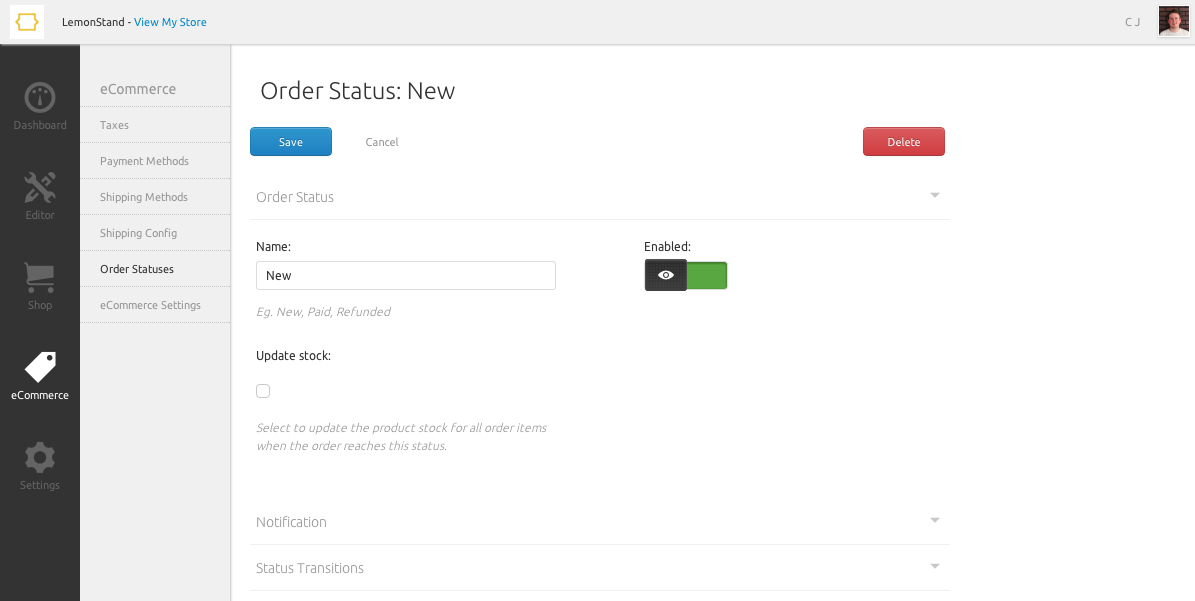 LemonStand - View My Store
C J
Dashboard
Editor
Shop
eCommerce
Settings
eCommerce
Taxes
Payment Methods
Shipping Methods
Shipping Config
Order Statuses
eCommerce Settings
Order Status: New
Save
Cancel
Delete
Order Status
Name:
New
Eg. New, Paid, Refunded
Enabled:
Update stock:
Select to update the product stock for all order items
when the order reaches this status.
Notification
Status Transitions